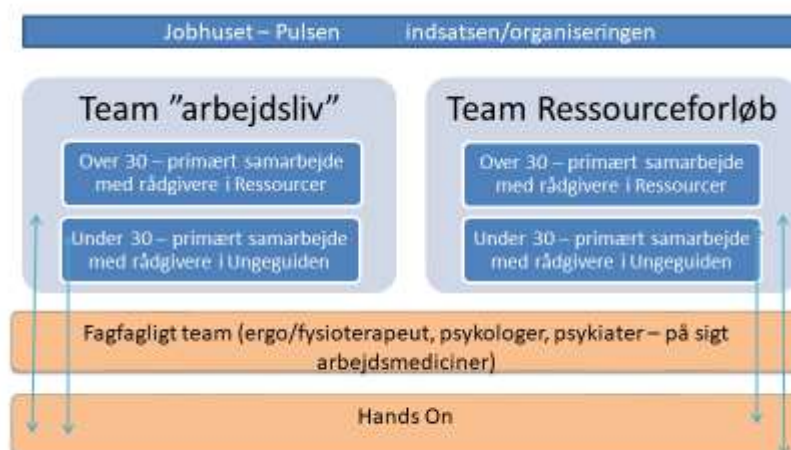 Jobhuset – Pulsen indsatsen/organiseringen
Team ”arbejdsliv”
Over 30 – primært samarbejde
med rådgivere i Ressourcer
Under 30 – primært samarbejde
med rådgivere i Ungeguiden
Team Ressourceforløb
Over 30 – primært samarbejde
med rådgivere i Ressourcer
Under 30 – primært samarbejde
med rådgivere i Ungeguiden
Fagfagligt team (ergo/fysioterapeut, psykologer, psykiater – på sigt
arbejdsmediciner)
Hands On